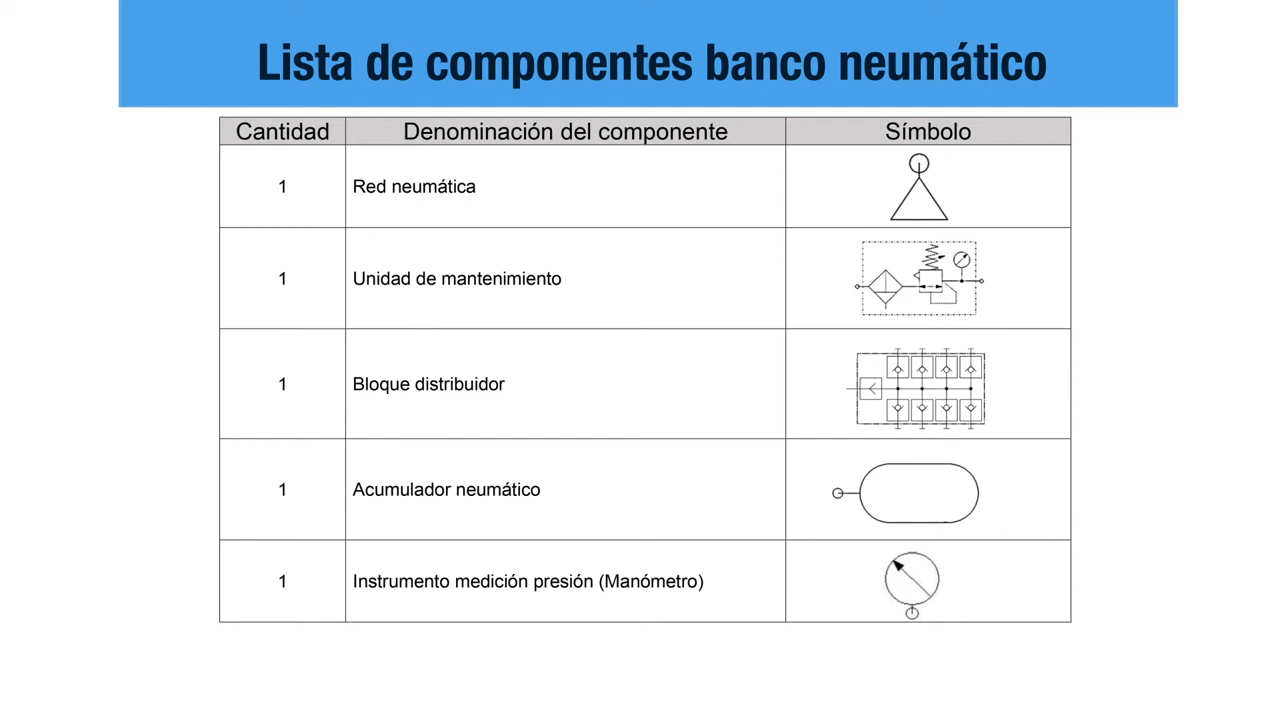 Lista de componentes banco neumático
Cantidad Denominación del componente Símbolo
1 Red neumática
1 Unidad de mantenimiento
1 Bloque distribuidor
1 Acumulador neumático
1 Instrumento medición presión (Manómetro)